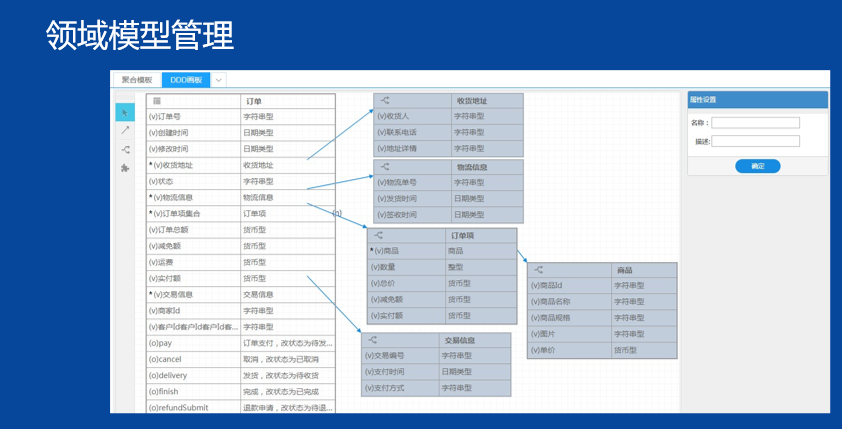 领域模型管理
聚合模板 DDD画板
订单
(v)订单号 字符串型
(v)创建时间 日期类型
(v)修改时间 日期类型
*(v)收货地址 收货地址
(v)状态 字符串型
*(v)物流信息 物流信息
*(v)订单项集合 订单项
(v)订单总额 货币型
(v)减免额 货币型
(v)运费 货币型
(v)实付额 货币型
*(v)交易信息 交易信息
(v)商家Id 字符串型
(v)客户Id客户Id客户Id客... 字符串型
(o)pay 订单支付，改状态为待发...
(o)cancel 取消，改状态为已取消
(o)delivery 发货，改状态为待收货
(o)finish 完成，改状态为已完成
(o)refundSubmit 退款申请，改状态为待退...
收货地址
(v)收货人 字符串型
(v)联系电话 字符串型
(v)地址详情 字符串型
物流信息
(v)物流单号 字符串型
(v)发货时间 日期类型
(v)签收时间 日期类型
(n)
订单项
*(v)商品 商品
(v)数量 整型
(v)总价 货币型
(v)减免额 货币型
(v)实付额 货币型
交易信息
(v)交易编号 字符串型
(v)支付时间 日期类型
(v)支付方式 字符串型
商品
(v)商品Id 字符串型
(v)商品名称 字符串型
(v)商品规格 字符串型
(v)图片 字符串型
(v)单价 货币型
属性设置
名称：
描述:
确定